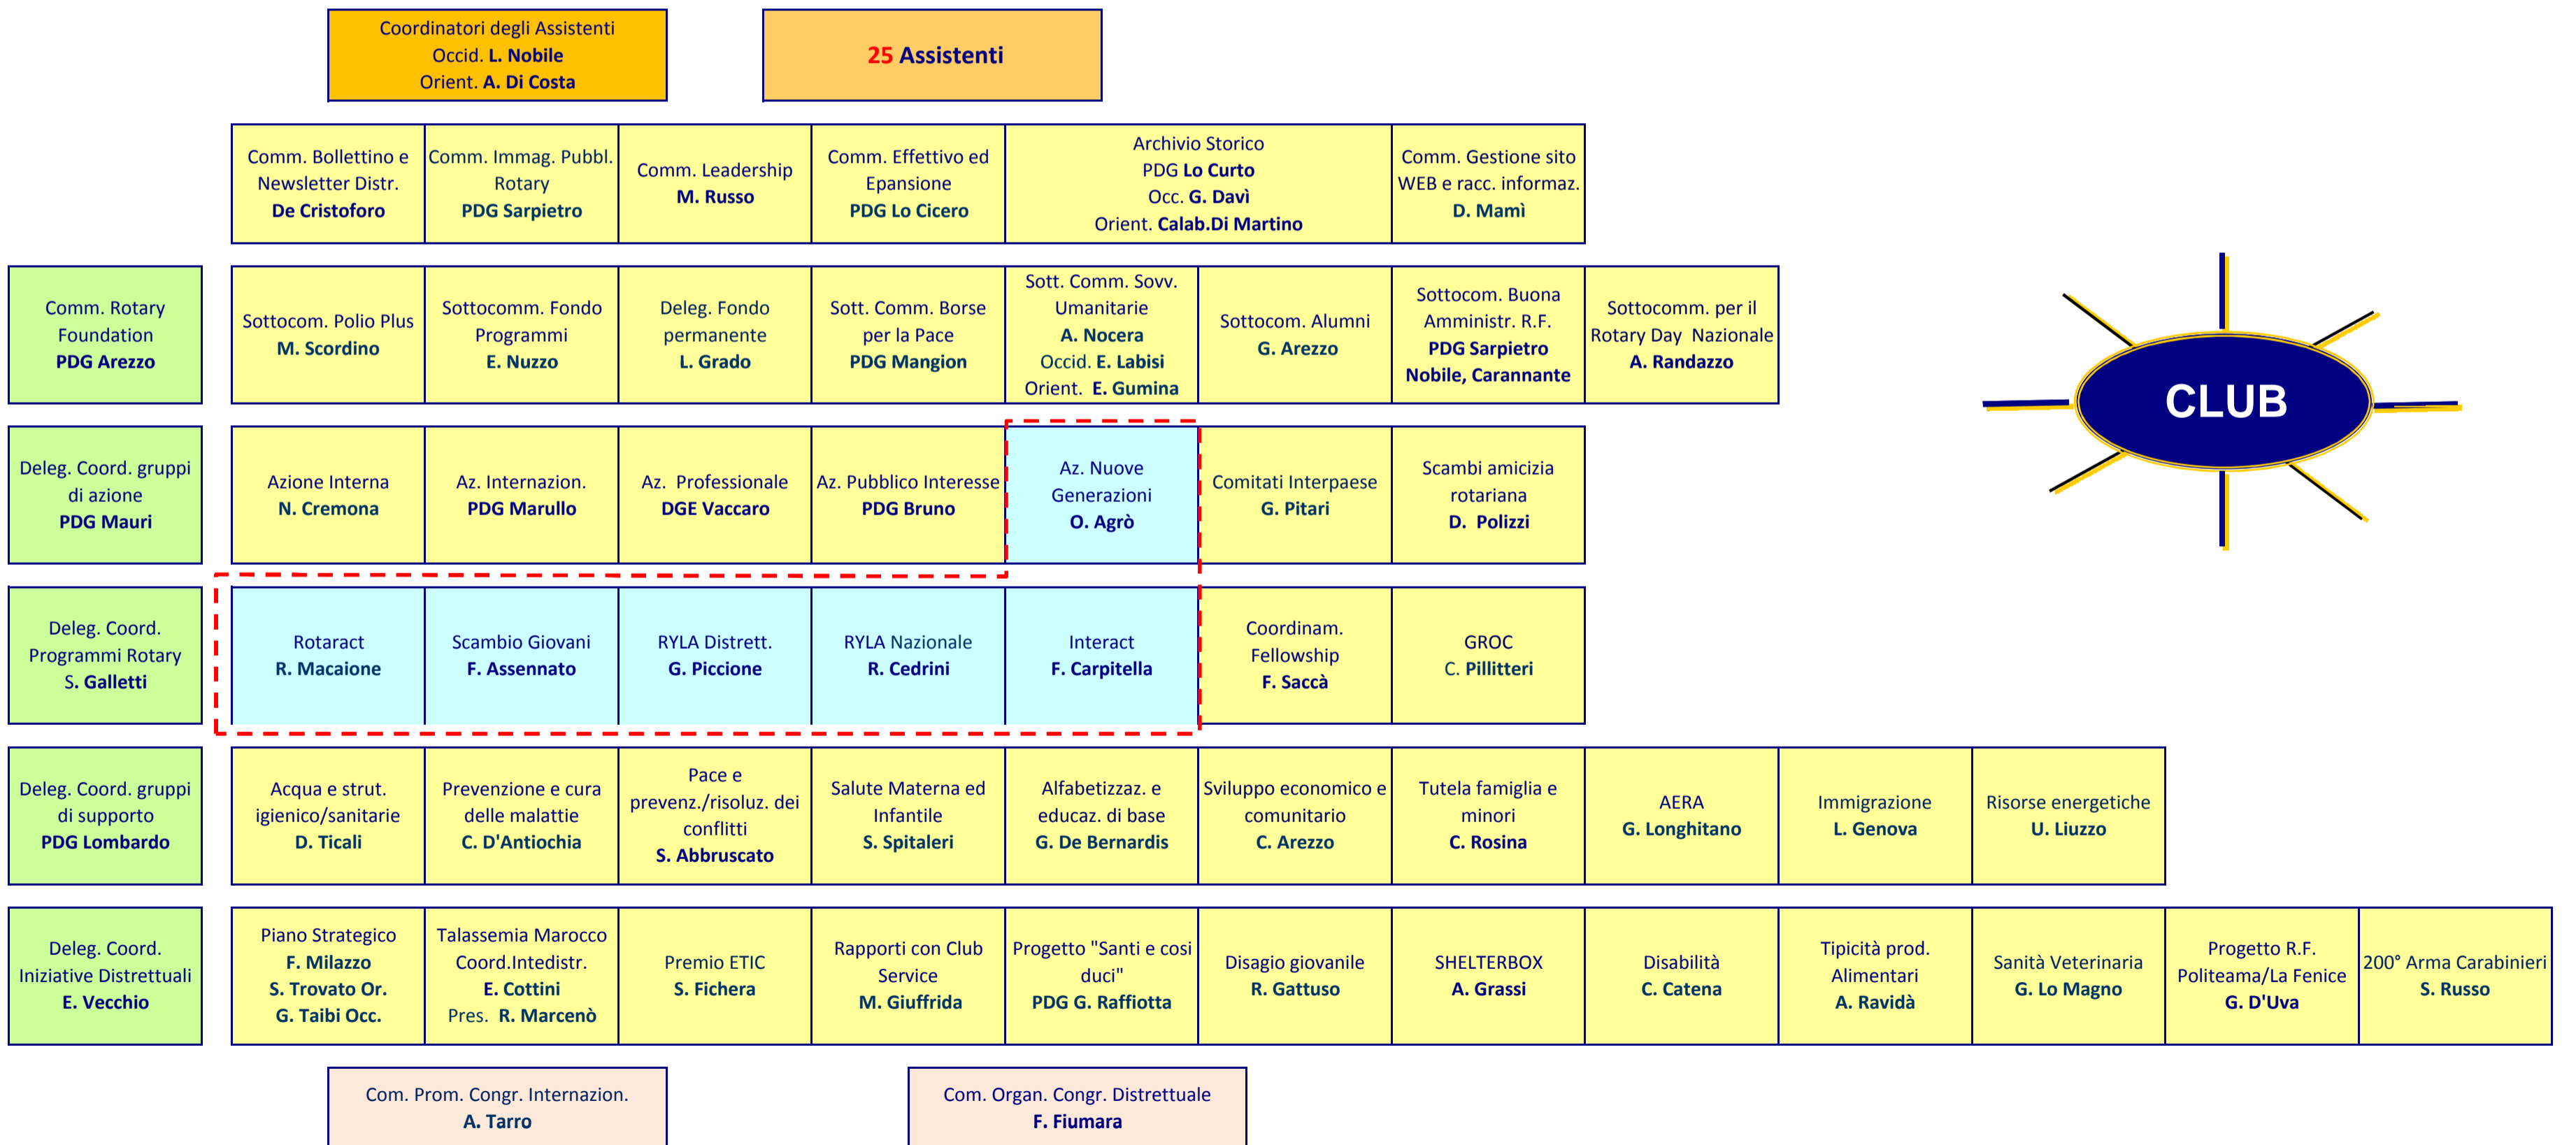 Coordinatori degli Assistenti
Occid. L. Nobile
Orient. A. Di Costa
25 Assistenti
Comm. Bollettino e
Newsletter Distr.
De Cristoforo
Comm. Immag. Pubbl.
Rotary
PDG Sarpietro
Comm. Leadership
M. Russo
Comm. Effettivo ed
Epansione
PDG Lo Cicero
Archivio Storico
PDG Lo Curto
Occ. G. Davì
Orient. Calab.Di Martino
Comm. Gestione sito
WEB e racc. informaz.
D. Mamì
Comm. Rotary
Foundation
PDG Arezzo
Sottocom. Polio Plus
M. Scordino
Sottocomm. Fondo
Programmi
E. Nuzzo
Deleg. Fondo
permanente
L. Grado
Sott. Comm. Borse
per la Pace
PDG Mangion
Sott. Comm. Sovv.
Umanitarie
A. Nocera
Occid. E. Labisi
Orient. E. Gumina
Sottocom. Alumni
G. Arezzo
Sottocom. Buona
Amministr. R.F.
PDG Sarpietro
Nobile, Carannante
Sottocomm. per il
Rotary Day Nazionale
A. Randazzo
CLUB
Deleg. Coord. gruppi
di azione
PDG Mauri
Azione Interna
N. Cremona
Az. Internazion.
PDG Marullo
Az. Professionale
DGE Vaccaro
Az. Pubblico Interesse
PDG Bruno
Az. Nuove
Generazioni
O. Agrò
Comitati Interpaese
G. Pitari
Scambi amicizia
rotariana
D. Polizzi
Deleg. Coord.
Programmi Rotary
S. Galletti
Rotaract
R. Macaione
Scambio Giovani
F. Assennato
RYLA Distrett.
G. Piccione
RYLA Nazionale
R. Cedrini
Interact
F. Carpitella
Coordinam.
Fellowship
F. Saccà
GROC
C. Pillitteri
Deleg. Coord. gruppi
di supporto
PDG Lombardo
Acqua e strut.
igienico/sanitarie
D. Ticali
Prevenzione e cura
delle malattie
C. D'Antiochia
Pace e
prevenz./risoluz. dei
conflitti
S. Abbruscato
Salute Materna ed
Infantile
S. Spitaleri
Alfabetizzaz. e
educaz. di base
G. De Bernardis
Sviluppo economico e
comunitario
C. Arezzo
Tutela famiglia e
minori
C. Rosina
AERA
G. Longhitano
Immigrazione
L. Genova
Risorse energetiche
U. Liuzzo
Deleg. Coord.
Iniziative Distrettuali
E. Vecchio
Piano Strategico
F. Milazzo
S. Trovato Or.
G. Taibi Occ.
Talassemia Marocco
Coord.Intedistr.
E. Cottini
Pres. R. Marcenò
Premio ETIC
S. Fichera
Rapporti con Club
Service
M. Giuffrida
Progetto "Santi e cosi
duci"
PDG G. Raffiotta
Disagio giovanile
R. Gattuso
SHELTERBOX
A. Grassi
Disabilità
C. Catena
Tipicità prod.
Alimentari
A. Ravidà
Sanità Veterinaria
G. Lo Magno
Progetto R.F.
Politeama/La Fenice
G. D'Uva
200° Arma Carabinieri
S. Russo
Com. Prom. Congr. Internazion.
A. Tarro
Com. Organ. Congr. Distrettuale
F. Fiumara